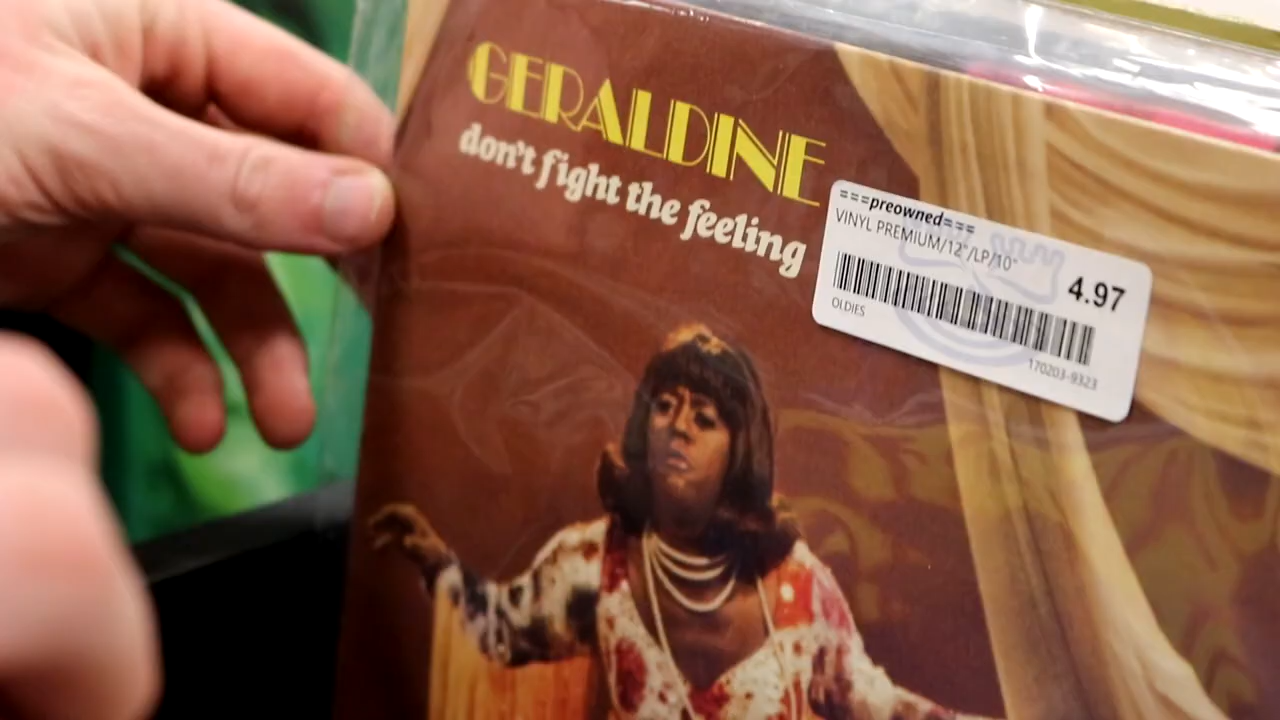 GERALDINE
don't fight the feeling
===preowned===
VINYL PREMIUM/12"/LP/10"
4.97
OLDIES
170203-9323